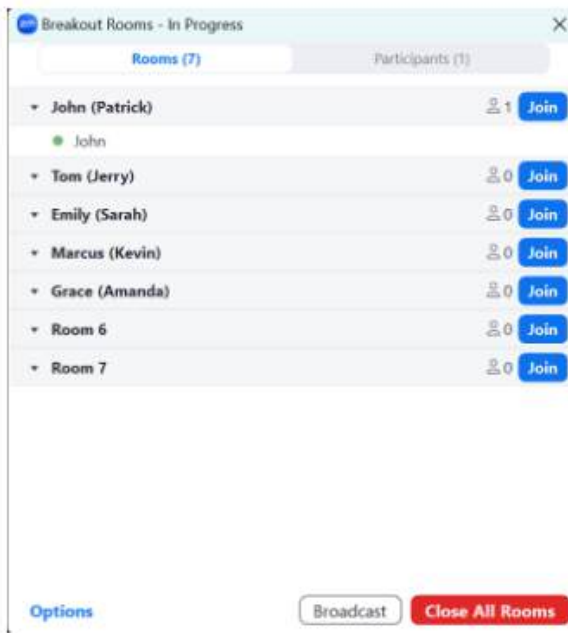 Breakout Rooms - In Progress
Rooms (7) Participants (1)
John (Patrick) 1 Join
John
Tom (Jerry) 0 Join
Emily (Sarah) 0 Join
Marcus (Kevin) 0 Join
Grace (Amanda) 0 Join
Room 6 0 Join
Room 7 0 Join
Options Broadcast Close All Rooms